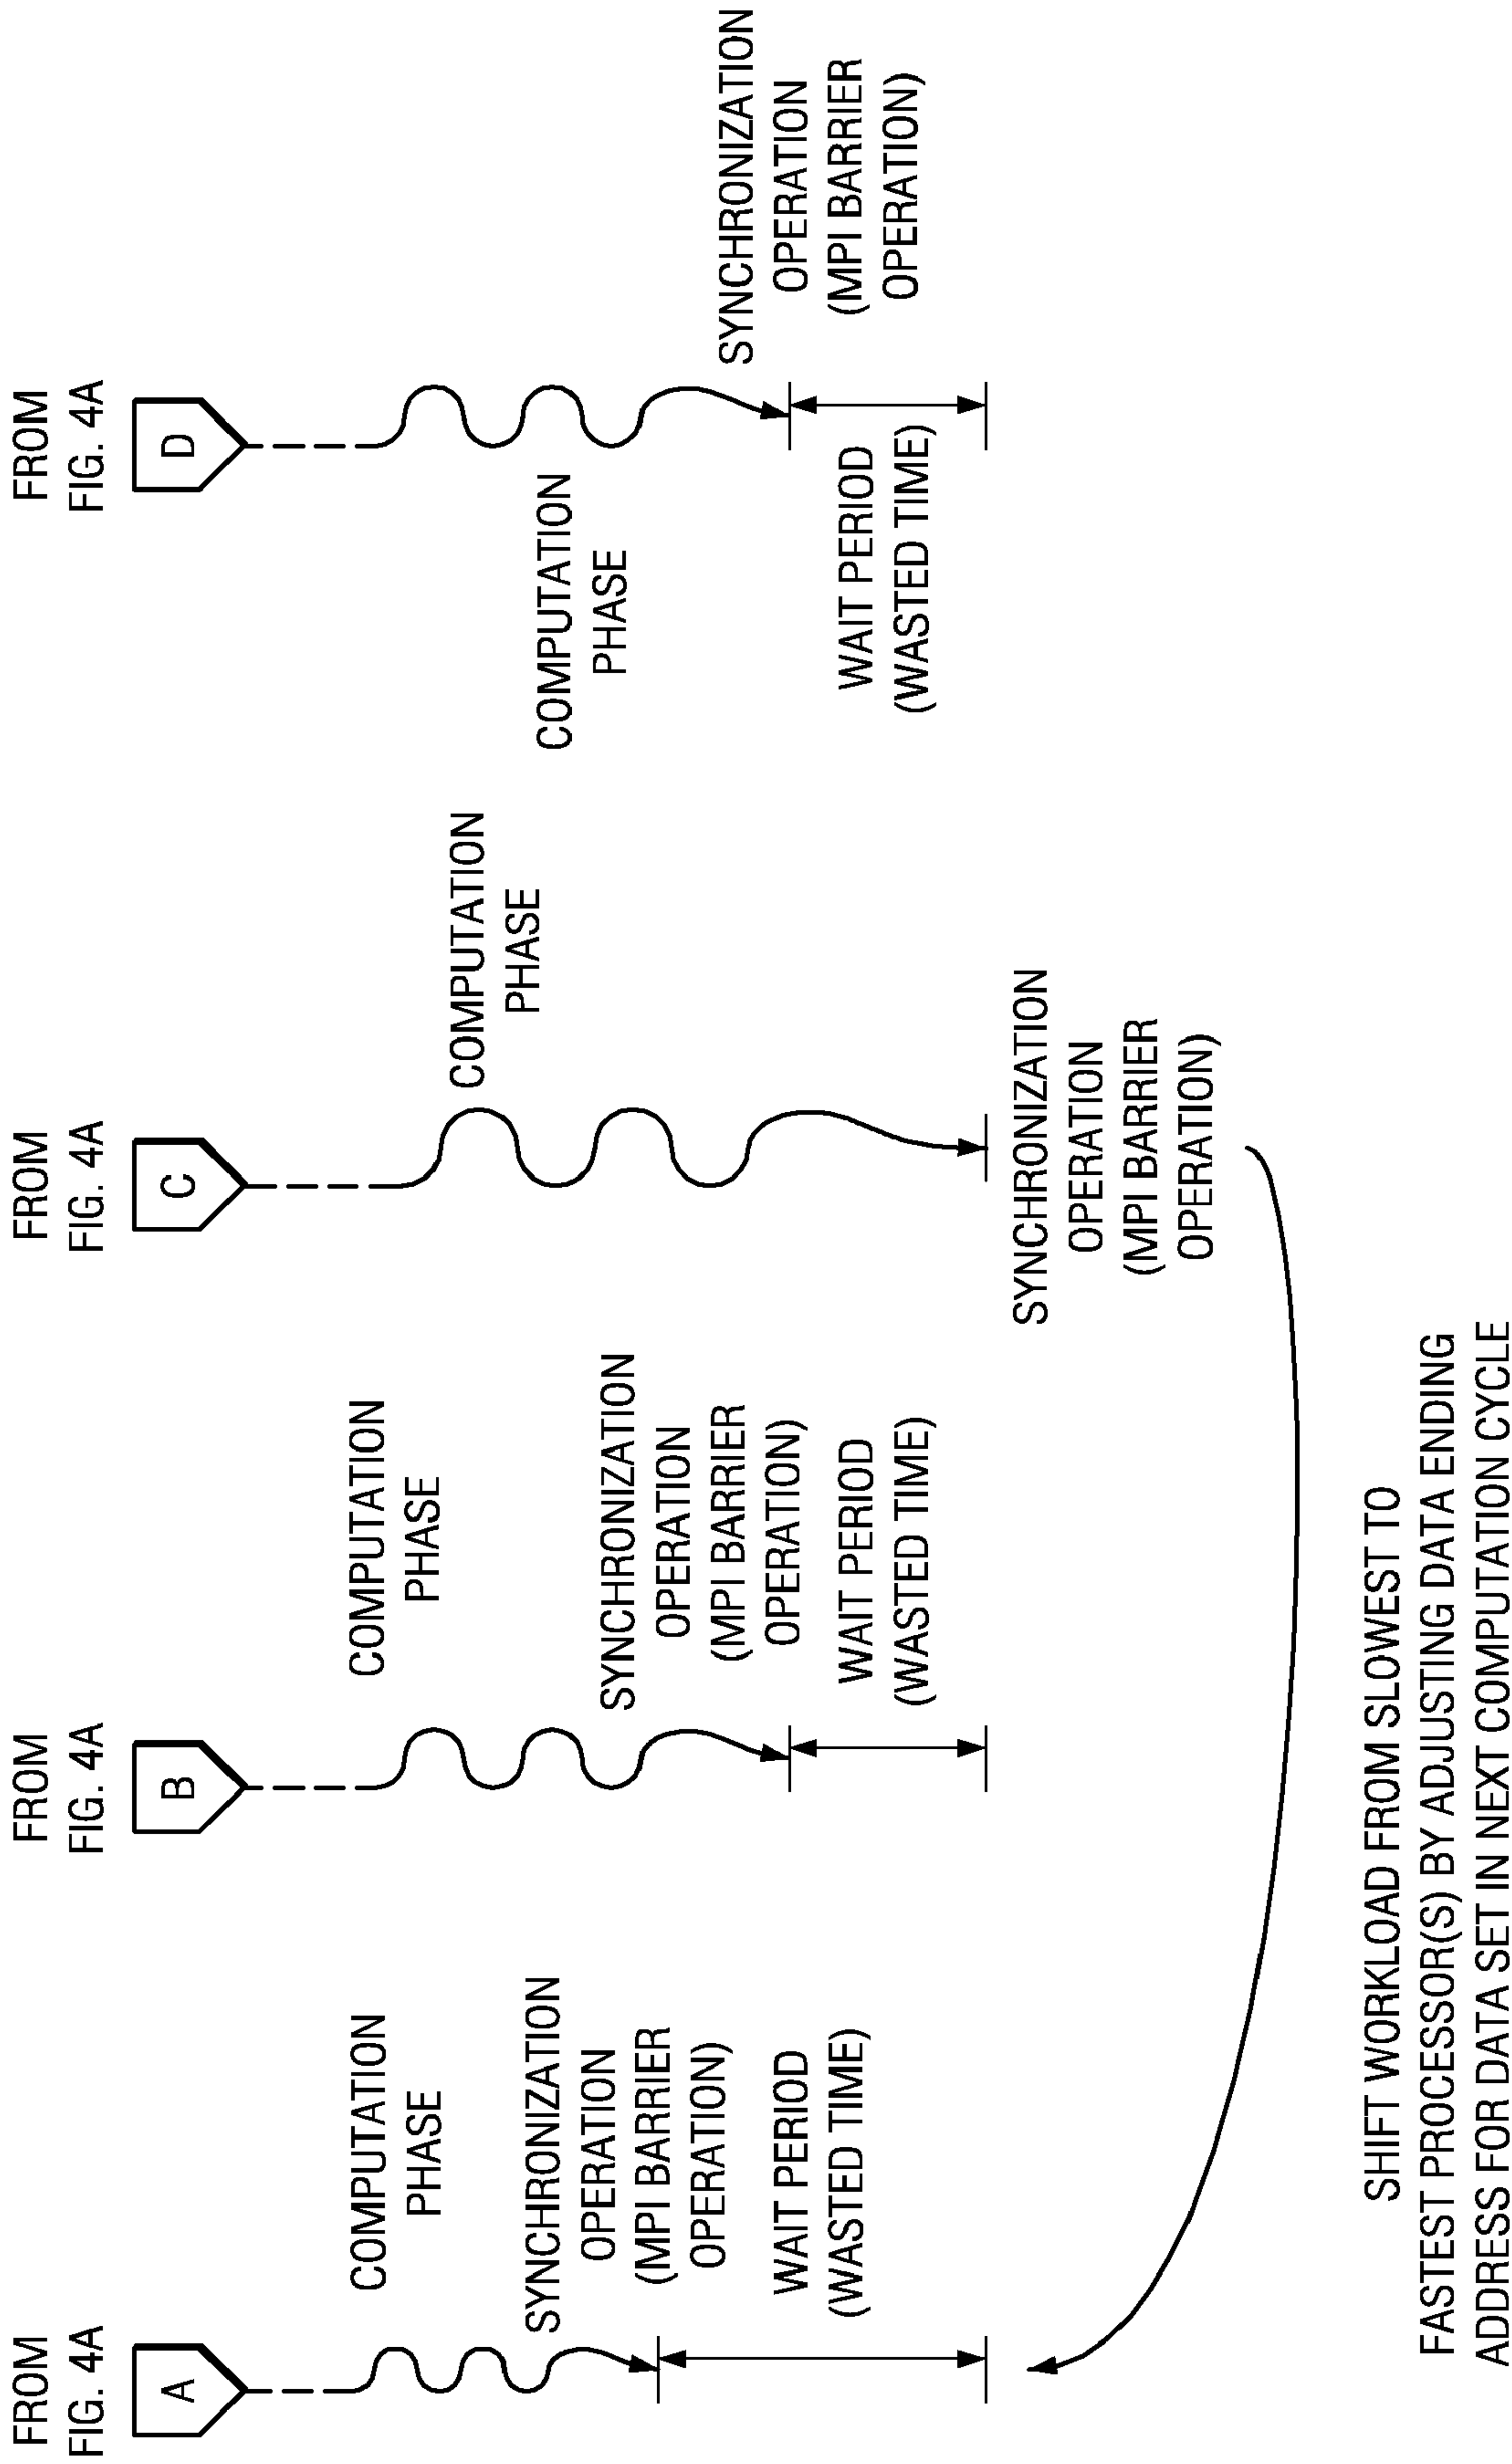 FROM
FIG. 4A
A
COMPUTATION
PHASE
SYNCHRONIZATION
OPERATION
(MPI BARRIER
OPERATION)
WAIT PERIOD
(WASTED TIME)
FROM
FIG. 4A
B
COMPUTATION
PHASE
SYNCHRONIZATION
OPERATION
(MPI BARRIER
OPERATION)
WAIT PERIOD
(WASTED TIME)
FROM
FIG. 4A
C
COMPUTATION
PHASE
SYNCHRONIZATION
OPERATION
(MPI BARRIER
OPERATION)
FROM
FIG. 4A
D
COMPUTATION
PHASE
SYNCHRONIZATION
OPERATION
(MPI BARRIER
OPERATION)
WAIT PERIOD
(WASTED TIME)
SHIFT WORKLOAD FROM SLOWEST TO
FASTEST PROCESSOR(S) BY ADJUSTING DATA ENDING
ADDRESS FOR DATA SET IN NEXT COMPUTATION CYCLE